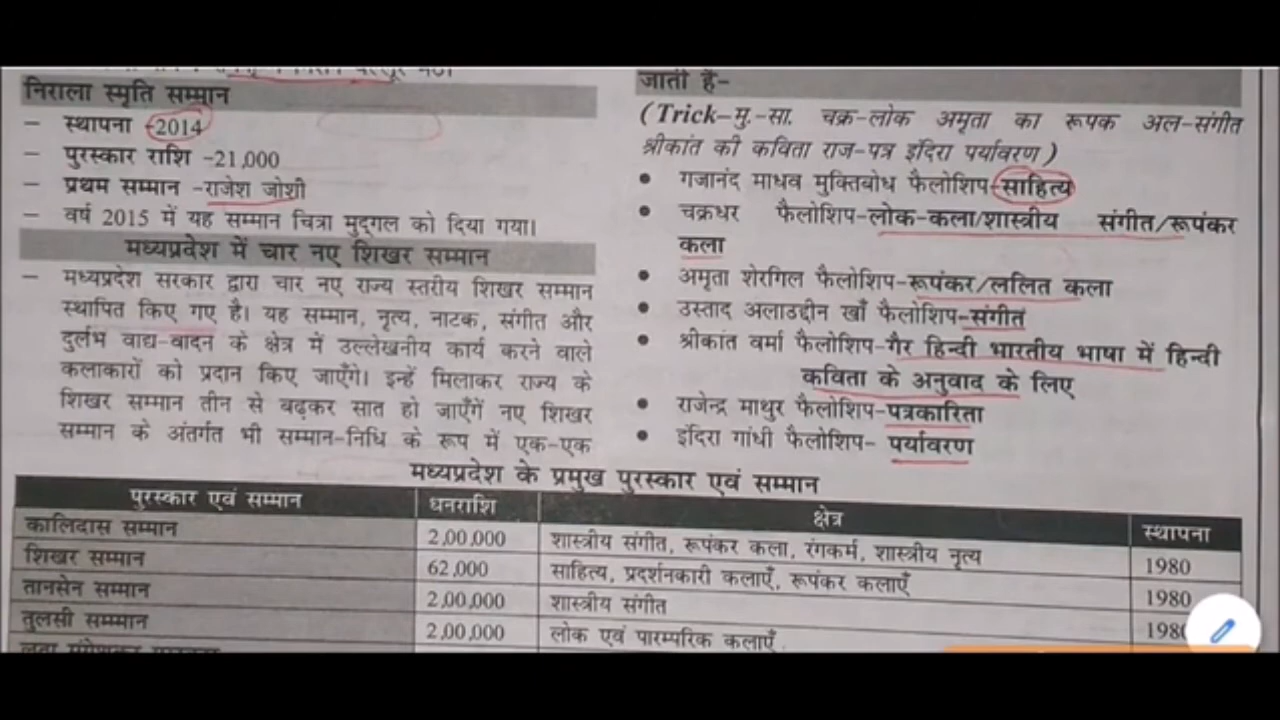 निराला स्मृति सम्मान
– स्थापना -2014
– पुरस्कार राशि -21,000
– प्रथम सम्मान -राजेश जोशी
– वर्ष 2015 में यह सम्मान चित्रा मुद्गल को दिया गया।
मध्यप्रदेश में चार नए शिखर सम्मान
– मध्यप्रदेश सरकार द्वारा चार नए राज्य स्तरीय शिखर सम्मान
स्थापित किए गए है। यह सम्मान, नृत्य, नाटक, संगीत और
दुर्लभ वाद्य-वादन के क्षेत्र में उल्लेखनीय कार्य करने वाले
कलाकारों को प्रदान किए जाएँगे। इन्हें मिलाकर राज्य के
शिखर सम्मान तीन से बढ़कर सात हो जाएँगें नए शिखर
सम्मान के अंतर्गत भी सम्मान-निधि के रूप में एक-एक
जाती है-
(Trick–मु.-सा. चक्र-लोक अमृता का रूपक अल-संगीत
श्रीकांत की कविता राज-पत्र इंदिरा पर्यावरण)
• गजानंद माधव मुक्तिबोध फैलोशिप-साहित्य
• चक्रधर फैलोशिप-लोक-कला/शास्त्रीय संगीत/रूपंकर
कला
• अमृता शेरगिल फैलोशिप-रूपंकर/ललित कला
• उस्ताद अलाउद्दीन खाँ फैलोशिप-संगीत
• श्रीकांत वर्मा फैलोशिप-गैर हिन्दी भारतीय भाषा में हिन्दी
कविता के अनुवाद के लिए
• राजेन्द्र माथुर फैलोशिप-पत्रकारिता
• इंदिरा गांधी फैलोशिप- पर्यावरण
मध्यप्रदेश के प्रमुख पुरस्कार एवं सम्मान
पुरस्कार एवं सम्मान धनराशि क्षेत्र स्थापना
कालिदास सम्मान 2,00,000 शास्त्रीय संगीत, रूपंकर कला, रंगकर्म, शास्त्रीय नृत्य 1980
शिखर सम्मान 62,000 साहित्य, प्रदर्शनकारी कलाएँ, रूपंकर कलाएँ 1980
तानसेन सम्मान 2,00,000 शास्त्रीय संगीत
तुलसी सम्मान 2,00,000 लोक एवं पारम्परिक कलाएँ